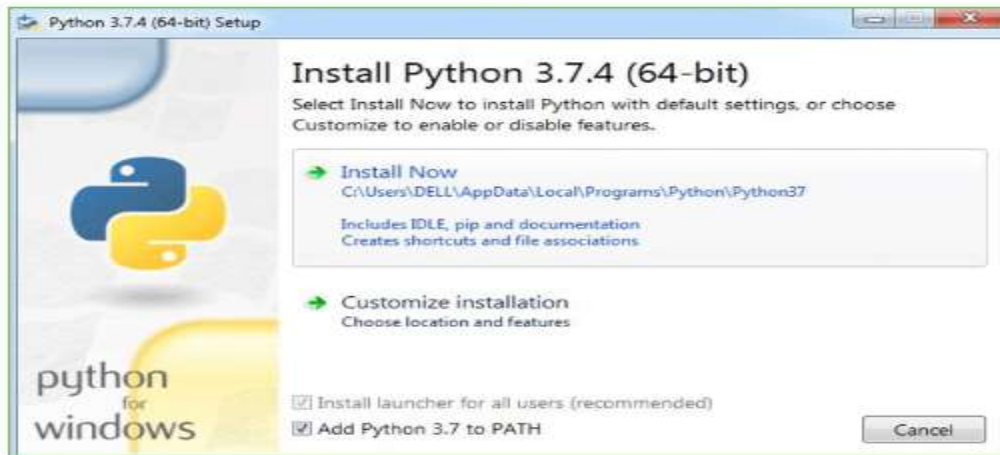 Python 3.7.4 (64-bit) Setup
Install Python 3.7.4 (64-bit)
Select Install Now to install Python with default settings, or choose
Customize to enable or disable features.
Install Now
C:\Users\DELL\AppData\Local\Programs\Python\Python37
Includes IDLE, pip and documentation
Creates shortcuts and file associations
Customize installation
Choose location and features
python
for
windows
Install launcher for all users (recommended)
Add Python 3.7 to PATH
Cancel